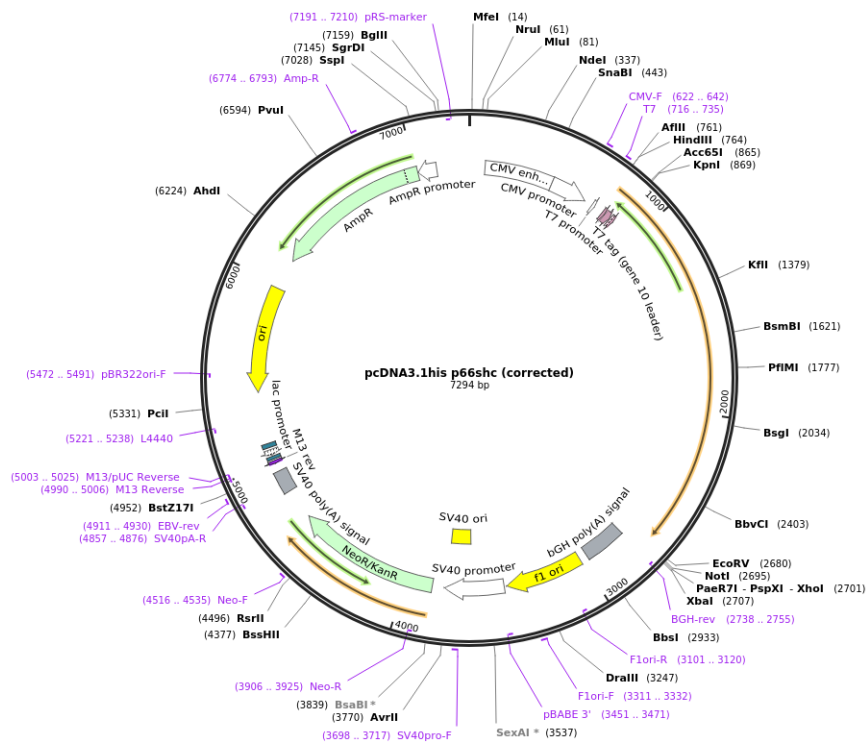 (7191 .. 7210) pRS-marker
(7159) BglII
(7145) SgrDI
(7028) SspI
(6774 .. 6793) Amp-R
(6594) PvuI
(6224) AhdI
(5472 .. 5491) pBR322ori-F
(5331) PciI
(5221 .. 5238) L4440
(5003 .. 5025) M13/pUC Reverse
(4990 .. 5006) M13 Reverse
(4952) BstZ17I
(4911 .. 4930) EBV-rev
(4857 .. 4876) SV40pA-R
(4516 .. 4535) Neo-F
(4496) RsrII
(4377) BssHII
(3906 .. 3925) Neo-R
(3839) BsaBI *
(3770) AvrII
(3698 .. 3717) SV40pro-F
MfeI (14)
NruI (61)
MluI (81)
NdeI (337)
SnaBI (443)
CMV-F (622 .. 642)
T7 (716 .. 735)
AflII (761)
HindIII (764)
Acc65I (865)
KpnI (869)
KflI (1379)
BsmBI (1621)
PflMI (1777)
BsgI (2034)
BbvCI (2403)
EcoRV (2680)
NotI (2695)
PaeR7I - PspXI - XhoI (2701)
XbaI (2707)
BGH-rev (2738 .. 2755)
BbsI (2933)
F1ori-R (3101 .. 3120)
DraIII (3247)
F1ori-F (3311 .. 3332)
pBABE 3' (3451 .. 3471)
SexAI * (3537)
1000
2000
3000
4000
5000
6000
7000
CMV enh...
CMV promoter
T7 promoter
T7 tag (gene 10 leader)
AmpR promoter
AmpR
ori
lac promoter
M13 rev
SV40 poly(A) signal
NeoR/KanR
SV40 promoter
SV40 ori
f1 ori
bGH poly(A) signal
pcDNA3.1his p66shc (corrected)
7294 bp